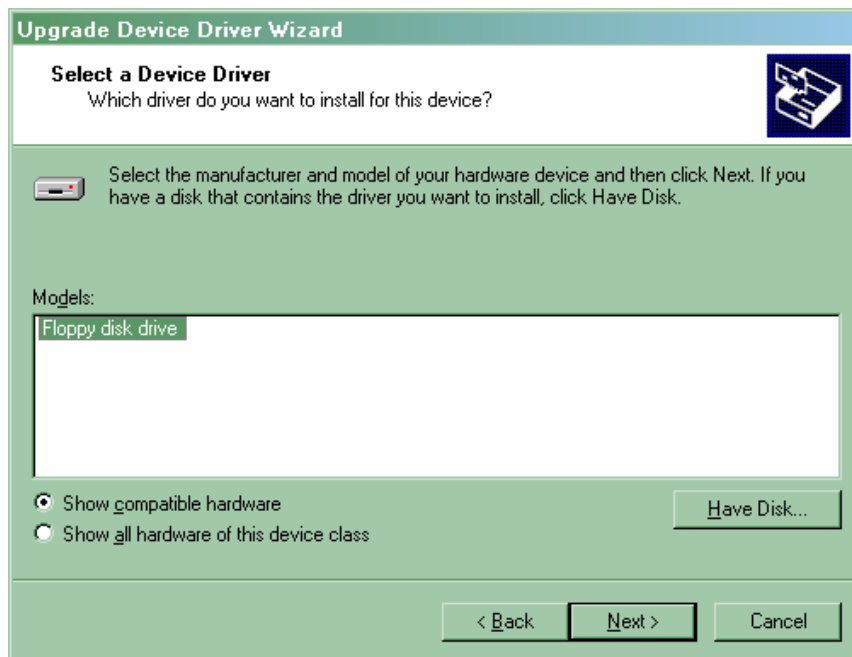 Upgrade Device Driver Wizard
Select a Device Driver
Which driver do you want to install for this device?
Select the manufacturer and model of your hardware device and then click Next. If you
have a disk that contains the driver you want to install, click Have Disk.
Models:
Floppy disk drive
Show compatible hardware
Show all hardware of this device class
Have Disk...
< Back
Next >
Cancel